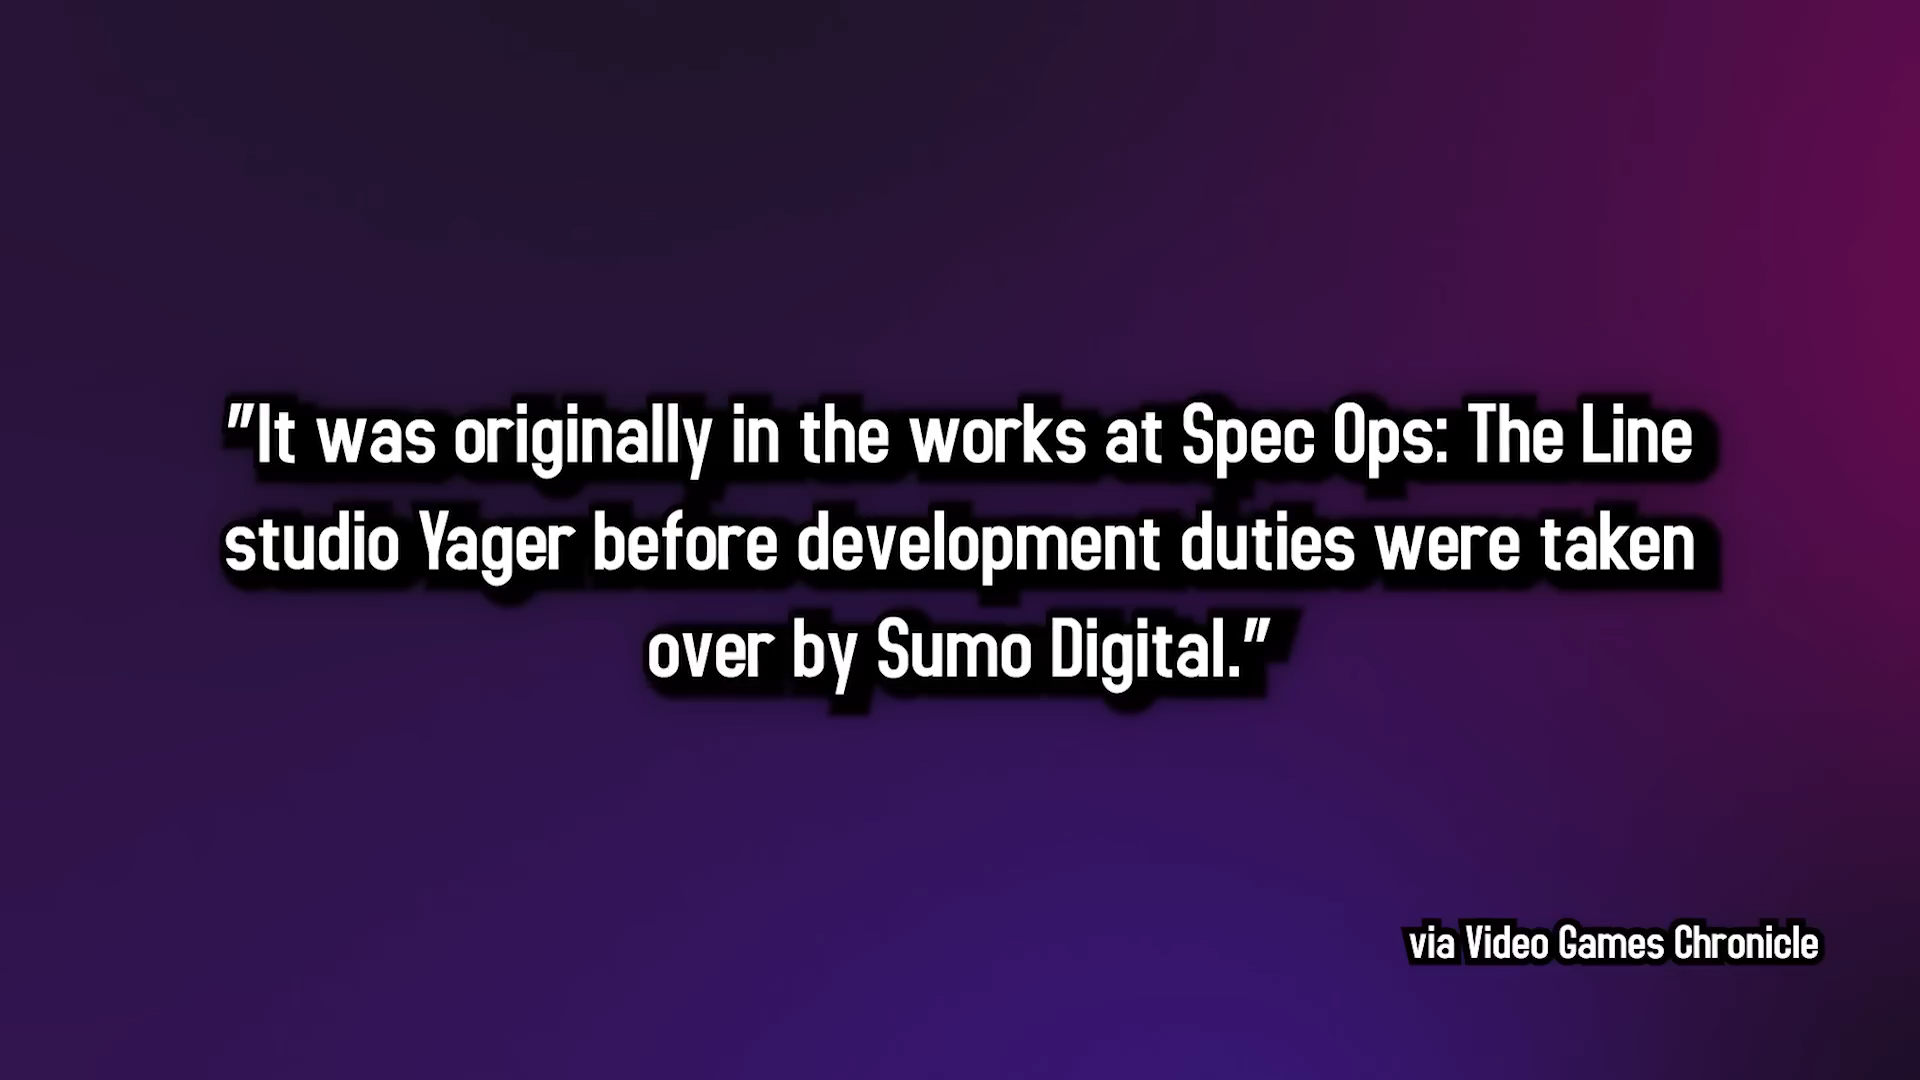 "It was originally in the works at Spec Ops: The Line
studio Yager before development duties were taken
over by Sumo Digital."
via Video Games Chronicle